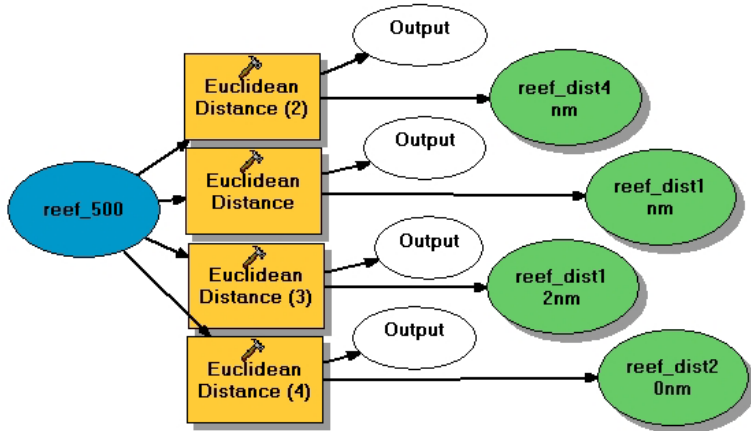 Output
Euclidean
Distance (2)
reef_dist4
nm
Output
Euclidean
Distance
reef_dist1
nm
reef_500
Output
Euclidean
Distance (3)
reef_dist1
2nm
Output
Euclidean
Distance (4)
reef_dist2
0nm